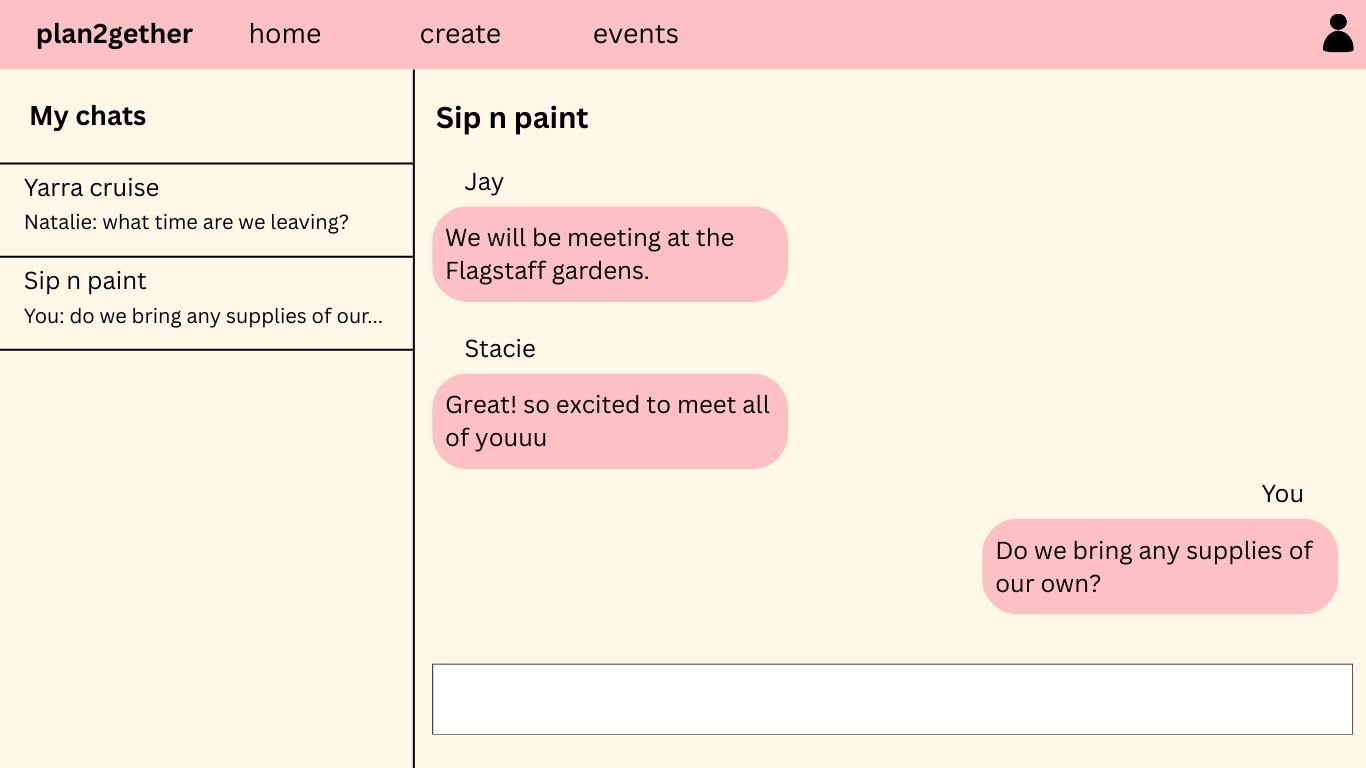 plan2gether home create events
My chats
Yarra cruise
Natalie: what time are we leaving?
Sip n paint
You: do we bring any supplies of our...
Sip n paint
Jay
We will be meeting at the
Flagstaff gardens.
Stacie
Great! so excited to meet all
of youuu
You
Do we bring any supplies of
our own?